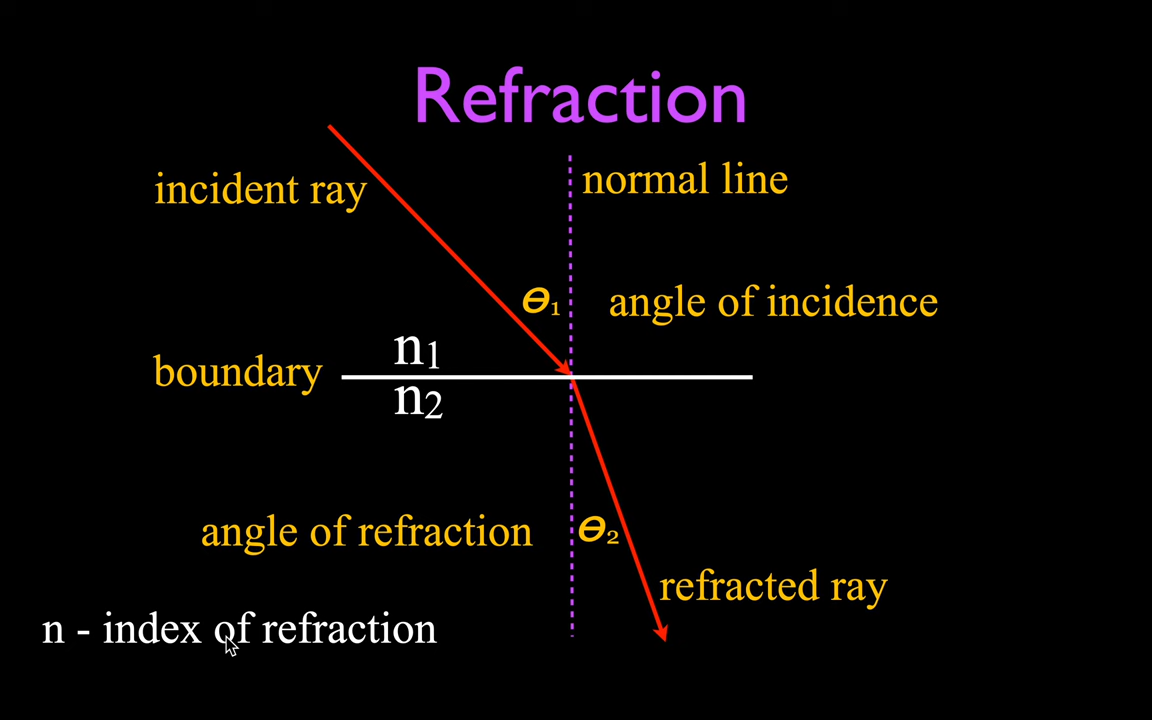 Refraction
incident ray
normal line
ϴ1
angle of incidence
n1
boundary
n2
angle of refraction
ϴ2
refracted ray
n - index of refraction